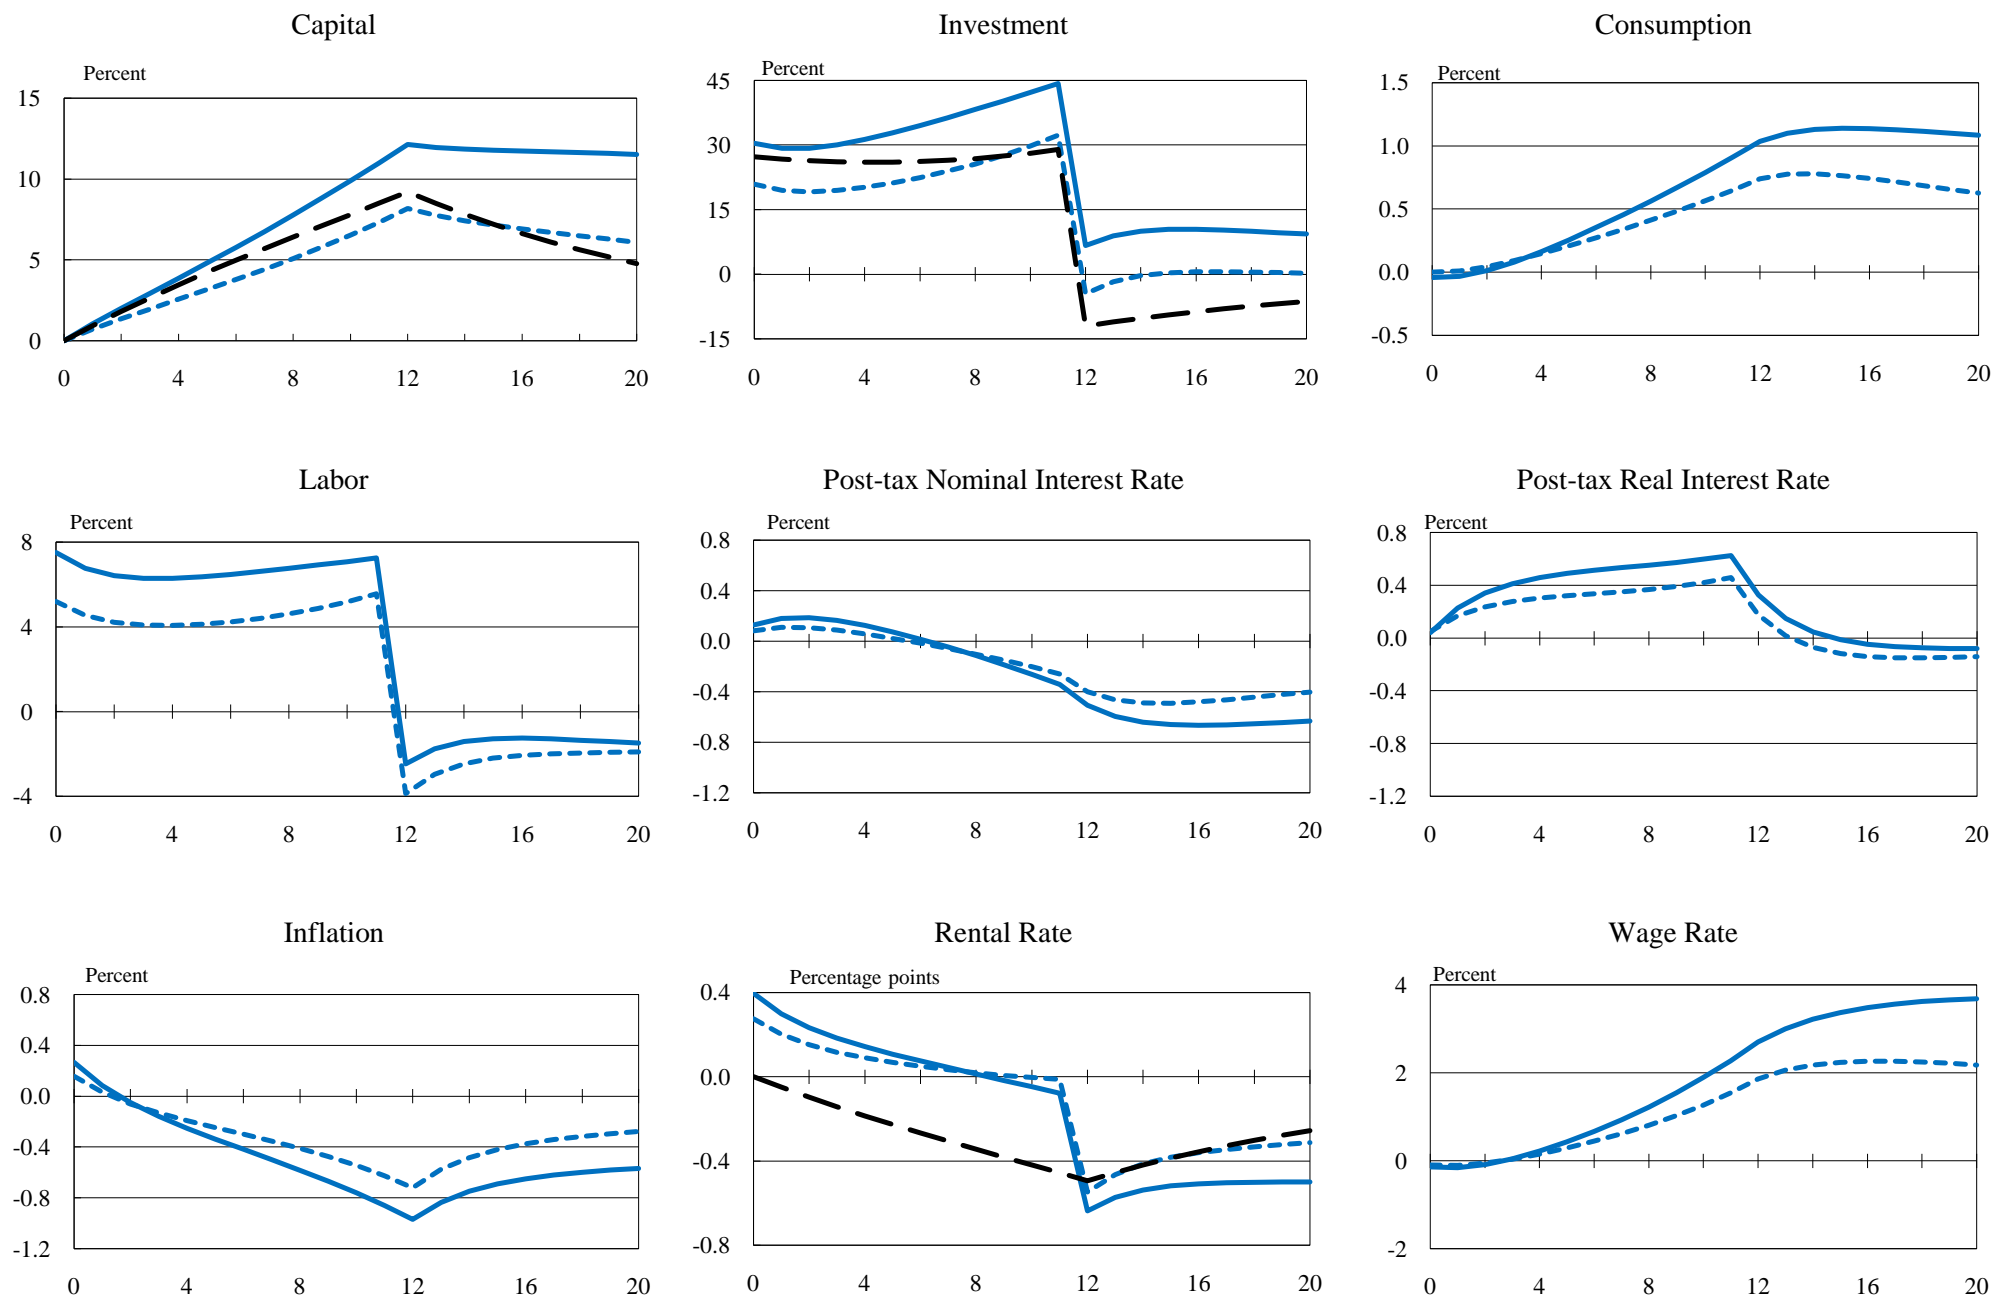 Capital
Investment
Consumption
Percent
15
10
5
0
0 4 8 12 16 20
Percent
45
30
15
0
-15
0 4 8 12 16 20
Percent
1.5
1.0
0.5
0.0
-0.5
0 4 8 12 16 20
Labor
Post-tax Nominal Interest Rate
Post-tax Real Interest Rate
Percent
8
4
0
-4
0 4 8 12 16 20
Percent
0.8
0.4
0.0
-0.4
-0.8
-1.2
0 4 8 12 16 20
Percent
0.8
0.4
0.0
-0.4
-0.8
-1.2
0 4 8 12 16 20
Inflation
Rental Rate
Wage Rate
Percent
0.8
0.4
0.0
-0.4
-0.8
-1.2
0 4 8 12 16 20
Percentage points
0.4
0.0
-0.4
-0.8
0 4 8 12 16 20
Percent
4
2
0
-2
0 4 8 12 16 20